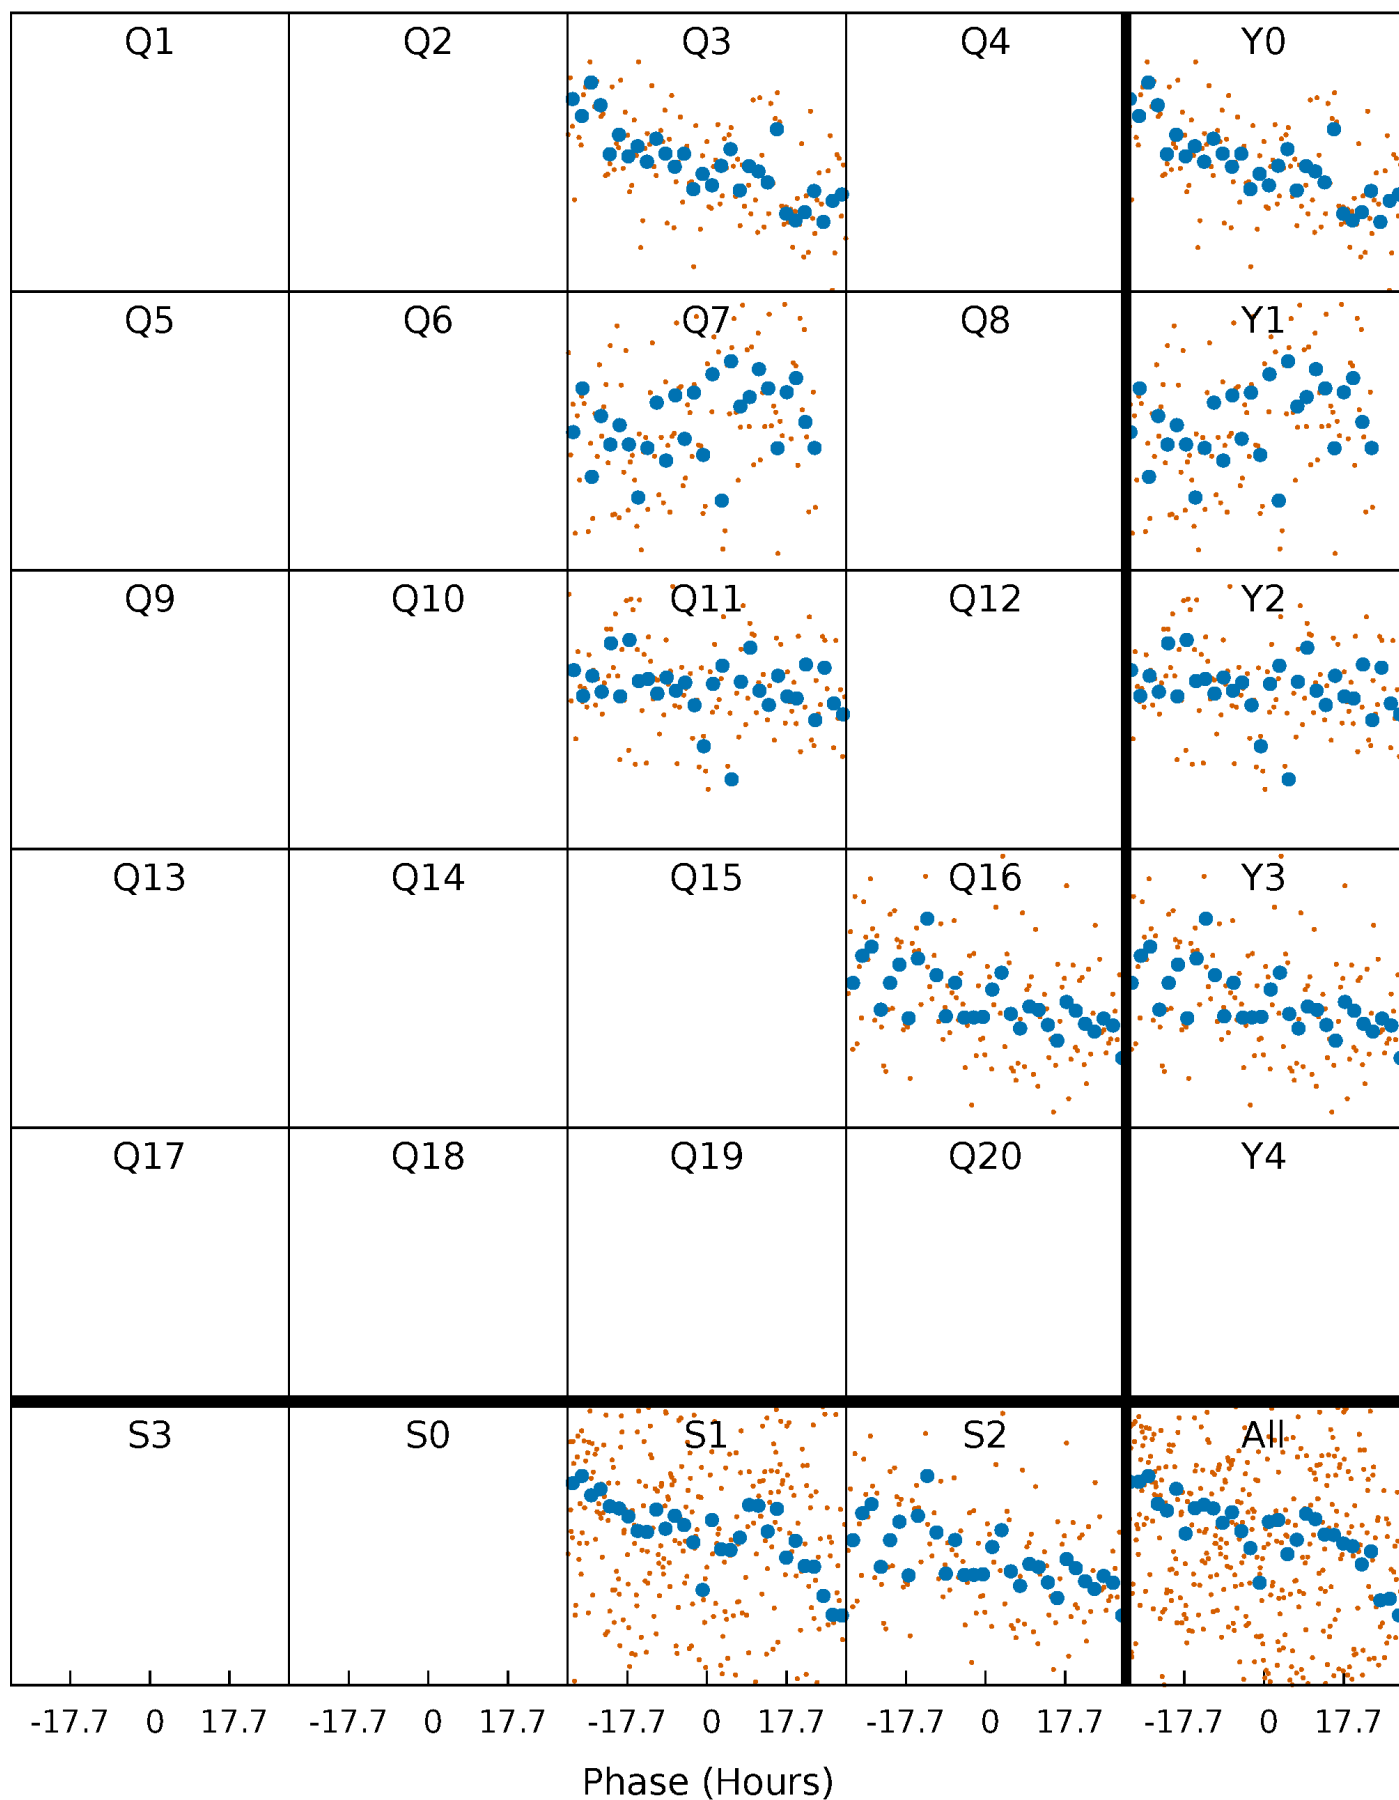 Q1 Q2 Q3 Q4 Y0
Q5 Q6 Q7 Q8 Y1
Q9 Q10 Q11 Q12 Y2
Q13 Q14 Q15 Q16 Y3
Q17 Q18 Q19 Q20 Y4
S3 S0 S1 S2 All
-17.7 0 17.7 -17.7 0 17.7 -17.7 0 17.7 -17.7 0 17.7 -17.7 0 17.7
Phase (Hours)